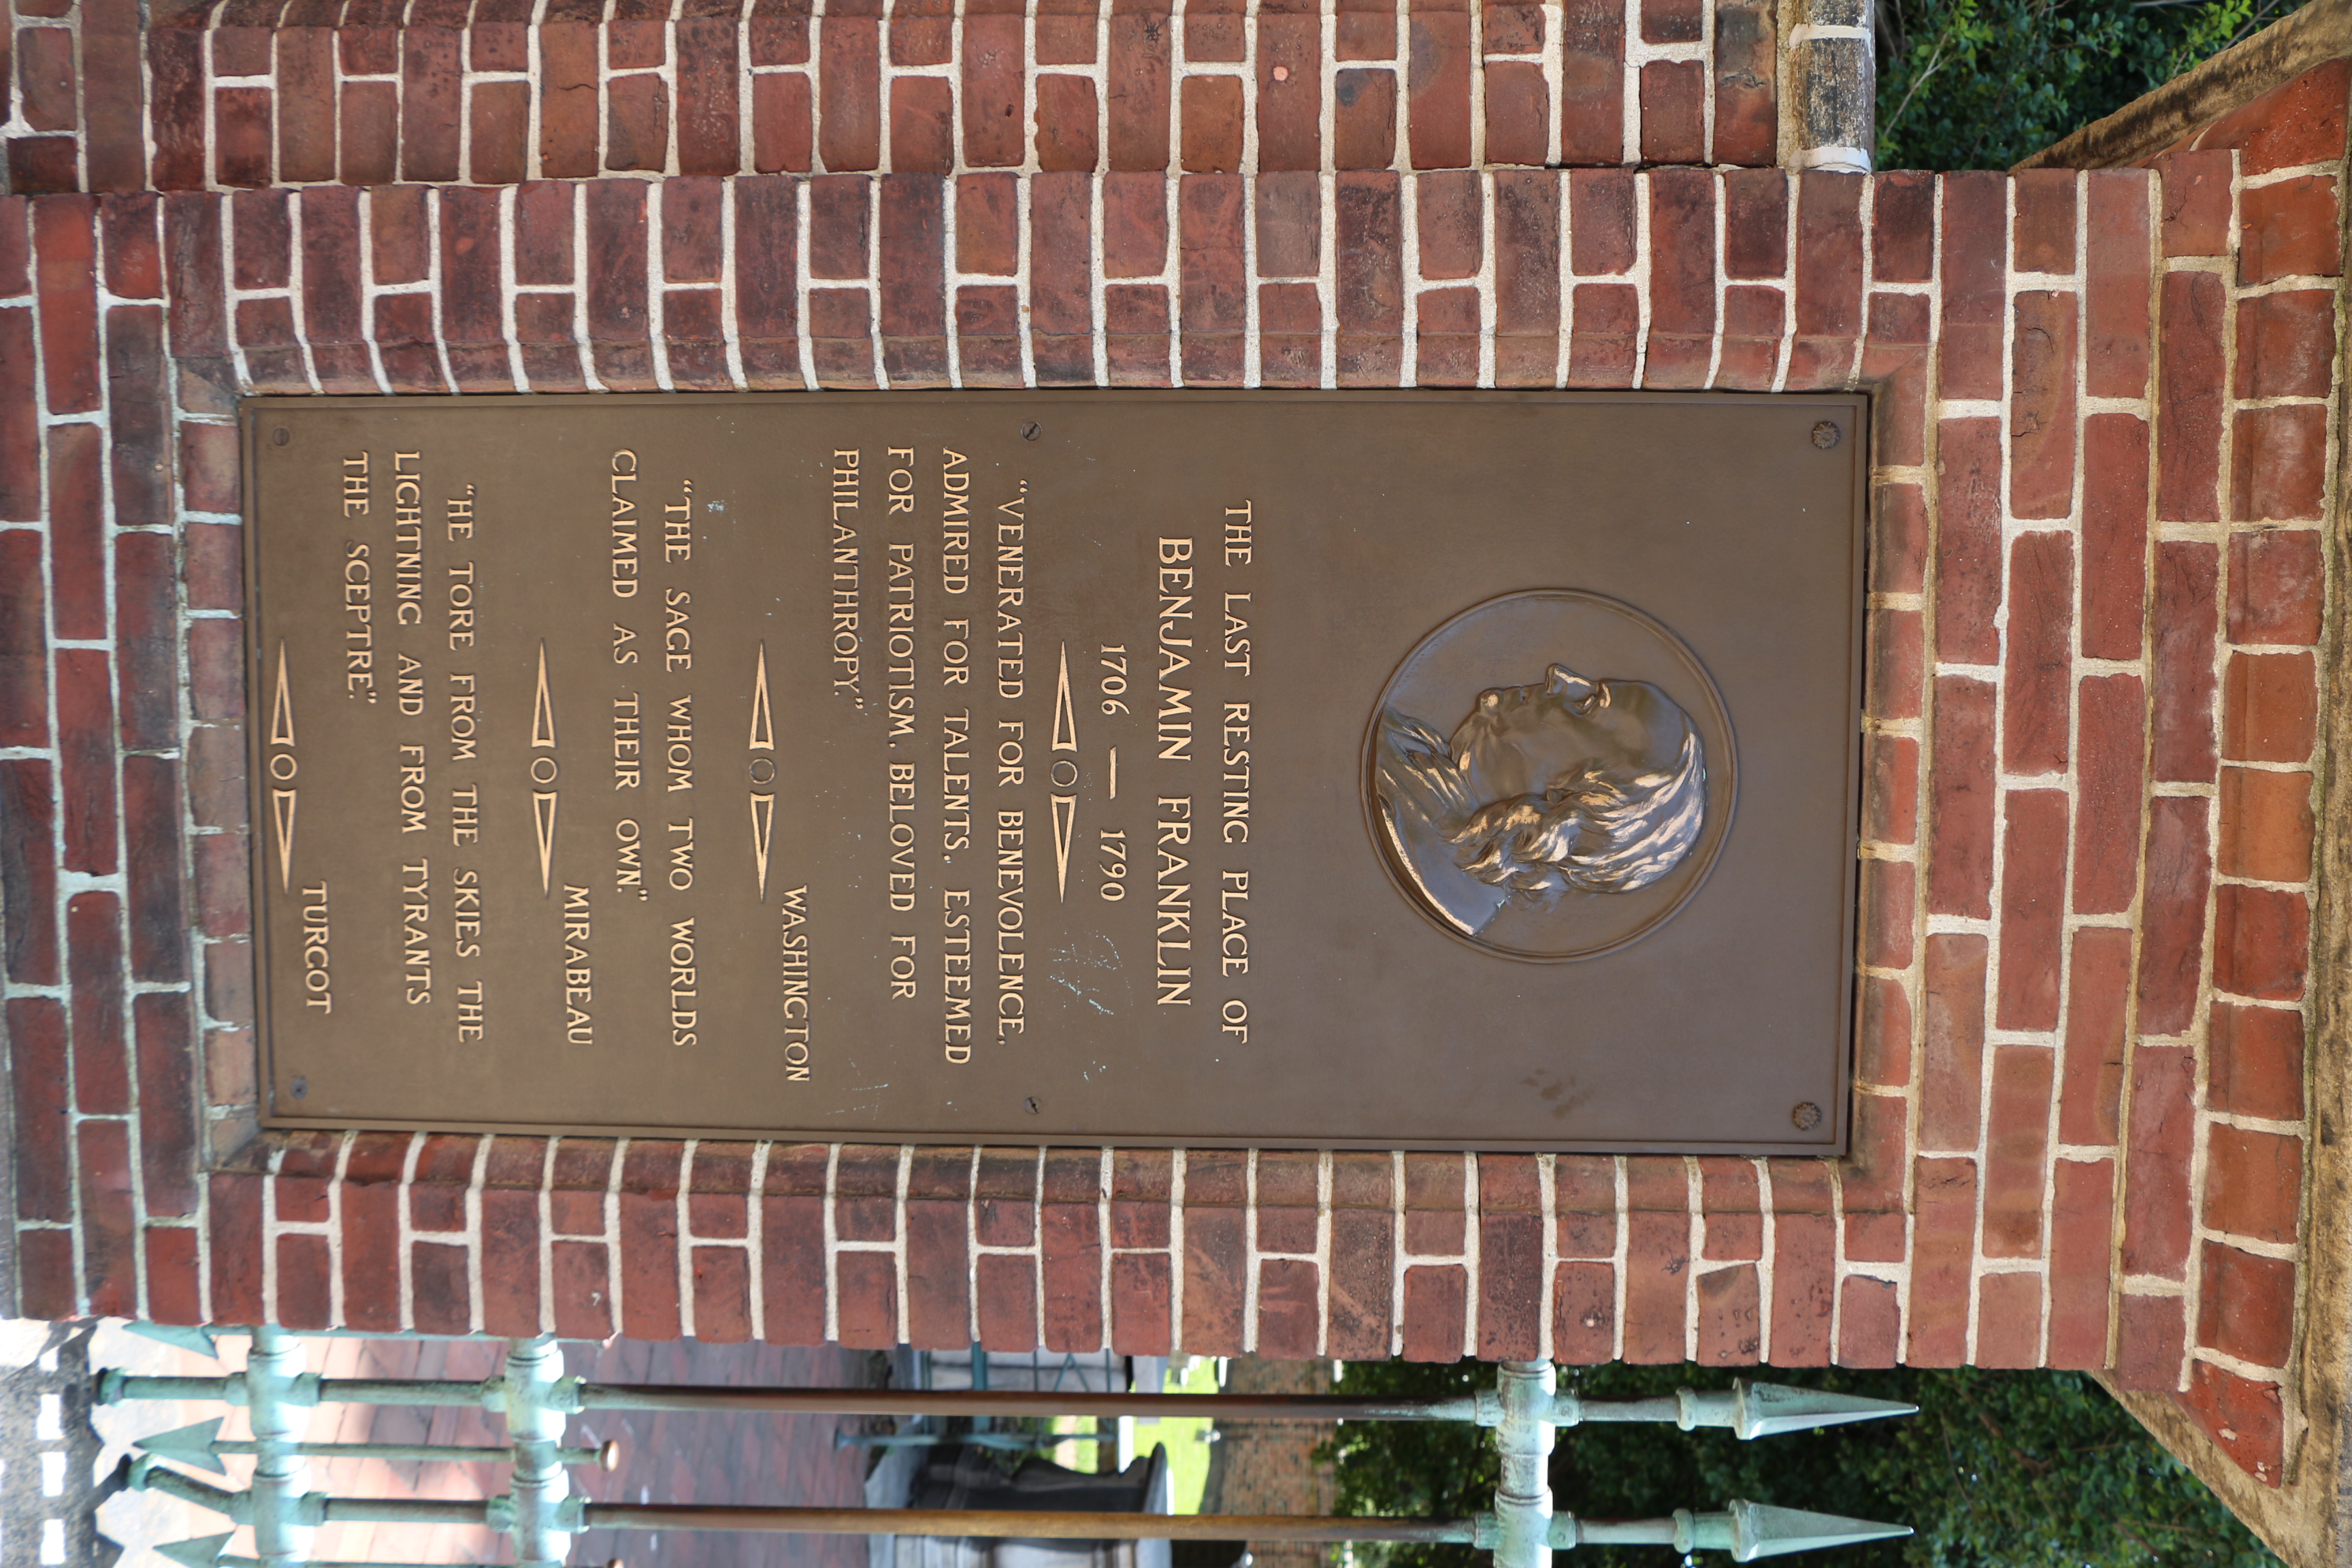 THE LAST RESTING PLACE OF
BENJAMIN FRANKLIN
1706 — 1790
"VENERATED FOR BENEVOLENCE,
ADMIRED FOR TALENTS, ESTEEMED
FOR PATRIOTISM, BELOVED FOR
PHILANTHROPY."
WASHINGTON
"THE SAGE WHOM TWO WORLDS
CLAIMED AS THEIR OWN."
MIRABEAU
"HE TORE FROM THE SKIES THE
LIGHTNING AND FROM TYRANTS
THE SCEPTRE."
TURGOT